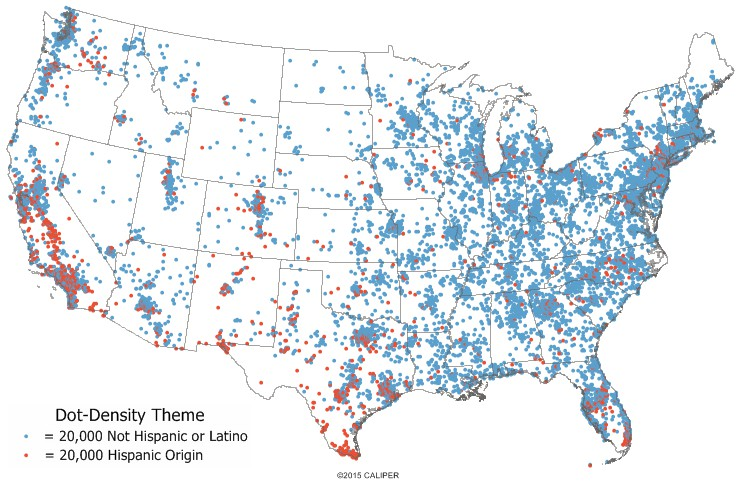 Dot-Density Theme
= 20,000 Not Hispanic or Latino
= 20,000 Hispanic Origin
©2015 CALIPER